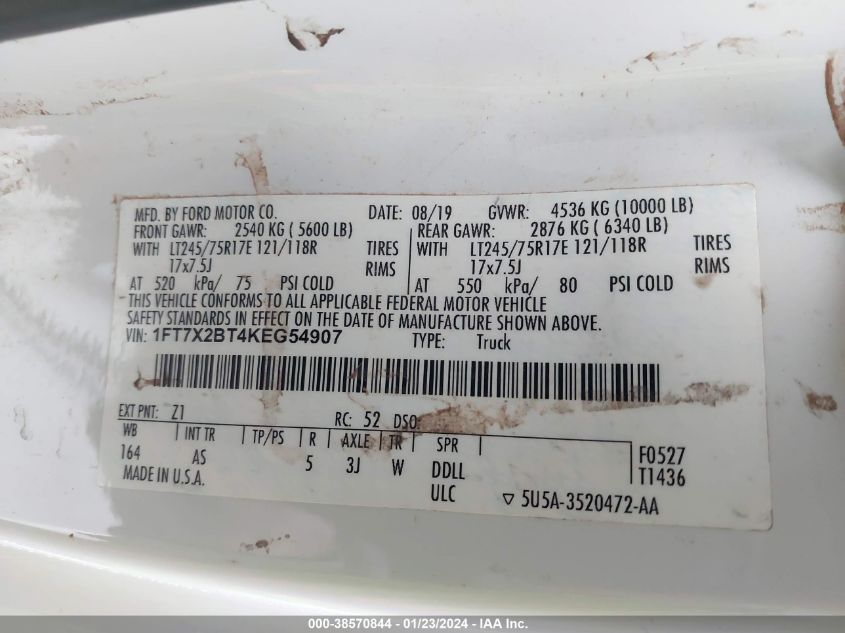 MFD. BY FORD MOTOR CO. DATE: 08/19 GVWR: 4536 KG (10000 LB)
FRONT GAWR: 2540 KG ( 5600 LB) REAR GAWR: 2876 KG ( 6340 LB)
WITH LT245/75R17E 121/118R TIRES WITH LT245/75R17E 121/118R TIRES
17x7.5J RIMS 17x7.5J RIMS
AT 520 kPa/ 75 PSI COLD AT 550 kPa/ 80 PSI COLD
THIS VEHICLE CONFORMS TO ALL APPLICABLE FEDERAL MOTOR VEHICLE
SAFETY STANDARDS IN EFFECT ON THE DATE OF MANUFACTURE SHOWN ABOVE.
VIN: 1FT7X2BT4KEG54907 TYPE: Truck
EXT PNT: Z1 RC: 52 DSO:
WB INT TR TP/PS R AXLE TR SPR
164 AS 5 3J W DDLL F0527
MADE IN U.S.A. ULC T1436
5U5A-3520472-AA
000-38570844 / 01/23/2024 - IAA Inc.